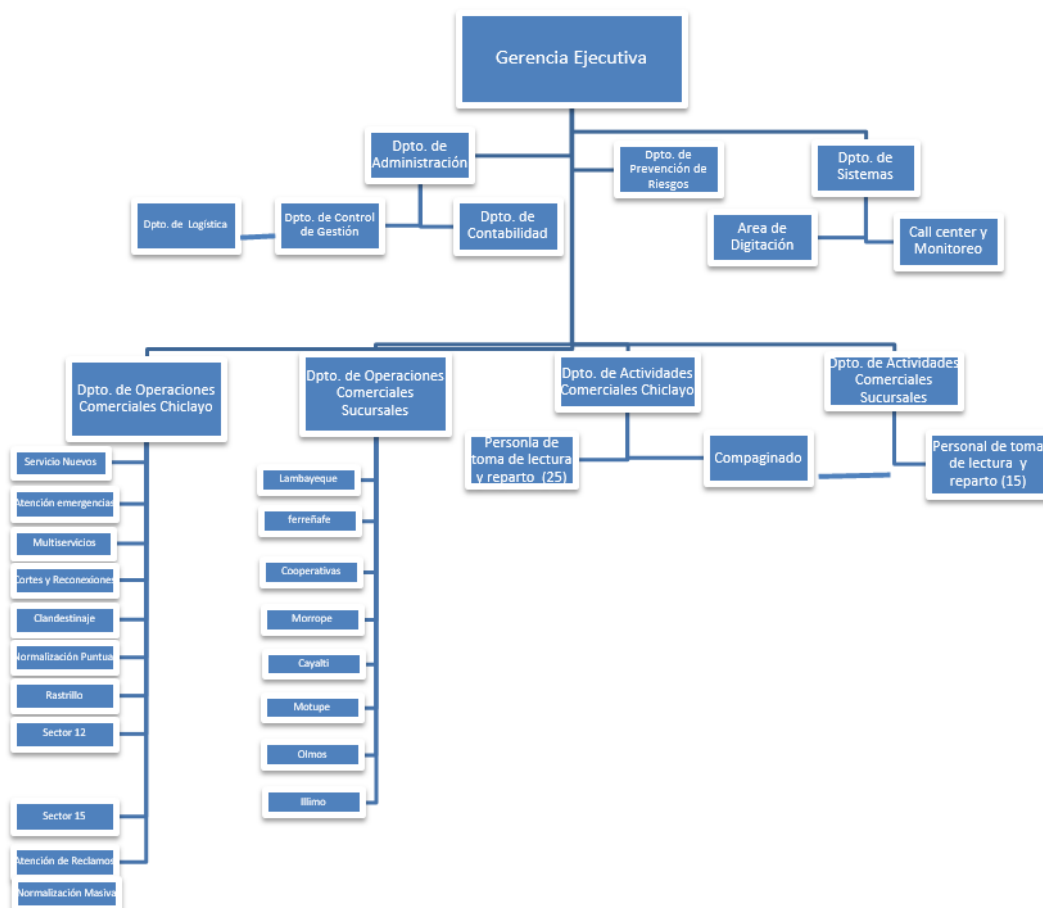 Gerencia Ejecutiva
Dpto. de
Administración
Dpto. de
Prevención de
Riesgos
Dpto. de
Sistemas
Dpto. de Logística
Dpto. de Control
de Gestión
Dpto. de
Contabilidad
Area de
Digitación
Call center y
Monitoreo
Dpto. de Operaciones
Comerciales Chiclayo
Dpto. de Operaciones
Comerciales
Sucursales
Dpto. de Actividades
Comerciales Chiclayo
Dpto. de Actividades
Comerciales
Sucursales
Servicio Nuevos
Atención emergencias
Multiservicios
Cortes y Reconexiones
Clandestinaje
Normalización Puntual
Rastrillo
Sector 12
Sector 15
Atención de Reclamos
Normalización Masiva
Lambayeque
ferreñafe
Cooperativas
Morrope
Cayalti
Motupe
Olmos
Illimo
Personla de
toma de lectura
y reparto (25)
Compaginado
Personal de toma
de lectura y
reparto (15)